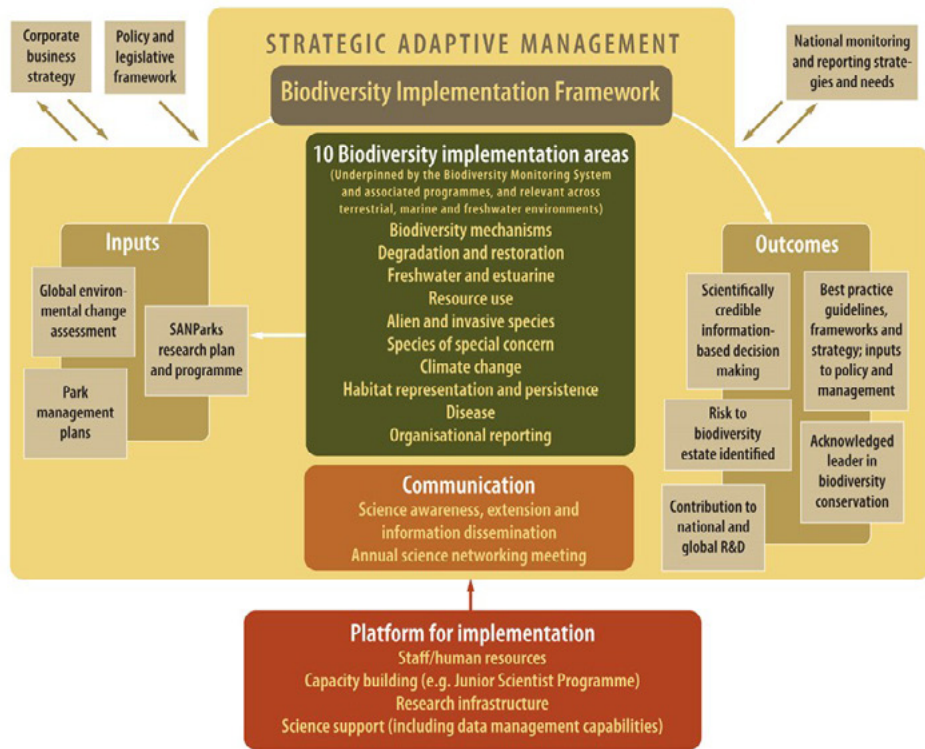 Corporate
business
strategy
Policy and
legislative
framework
STRATEGIC ADAPTIVE MANAGEMENT
National monitoring
and reporting strate-
gies and needs
Biodiversity Implementation Framework
10 Biodiversity implementation areas
(Underpinned by the Biodiversity Monitoring System
and associated programmes, and relevant across
terrestrial, marine and freshwater environments)
Biodiversity mechanisms
Degradation and restoration
Freshwater and estuarine
Resource use
Alien and invasive species
Species of special concern
Climate change
Habitat representation and persistence
Disease
Organisational reporting
Inputs
Global environ-
mental change
assessment
SANParks
research plan
and programme
Park
management
plans
Outcomes
Scientifically
credible
information-
based decision
making
Best practice
guidelines,
frameworks and
strategy; inputs
to policy and
management
Risk to
biodiversity
estate identified
Acknowledged
leader in
biodiversity
conservation
Contribution to
national and
global R&D
Communication
Science awareness, extension and
information dissemination
Annual science networking meeting
Platform for implementation
Staff/human resources
Capacity building (e.g. Junior Scientist Programme)
Research infrastructure
Science support (including data management capabilities)